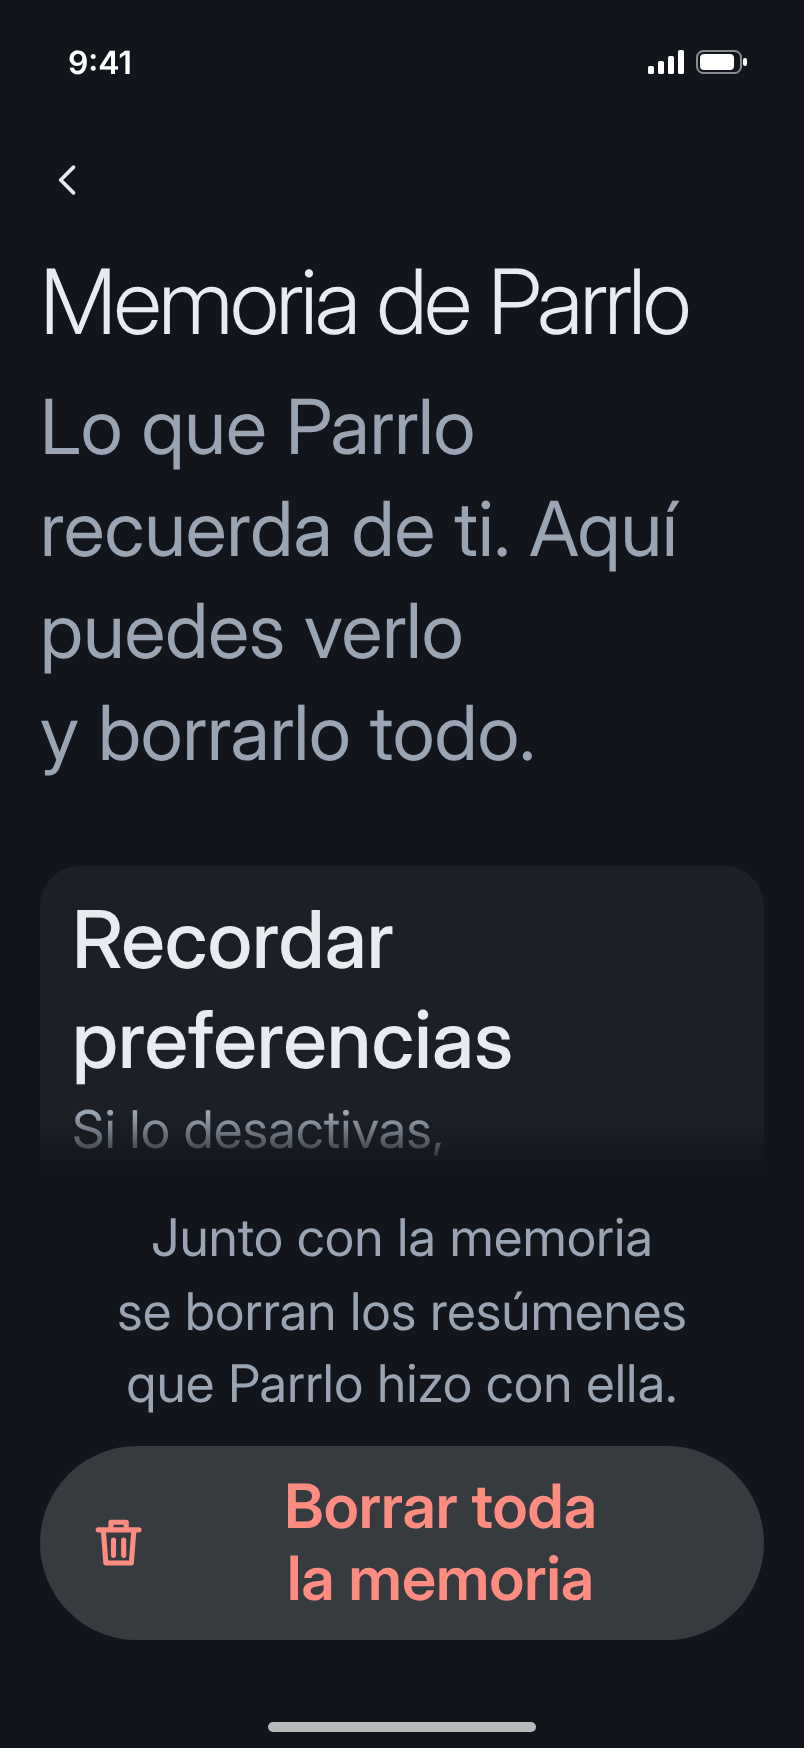 9:41
Memoria de Parrlo
Lo que Parrlo
recuerda de ti. Aquí
puedes verlo
y borrarlo todo.
Recordar
preferencias
Si lo desactivas,
Junto con la memoria
se borran los resúmenes
que Parrlo hizo con ella.
Borrar toda
la memoria